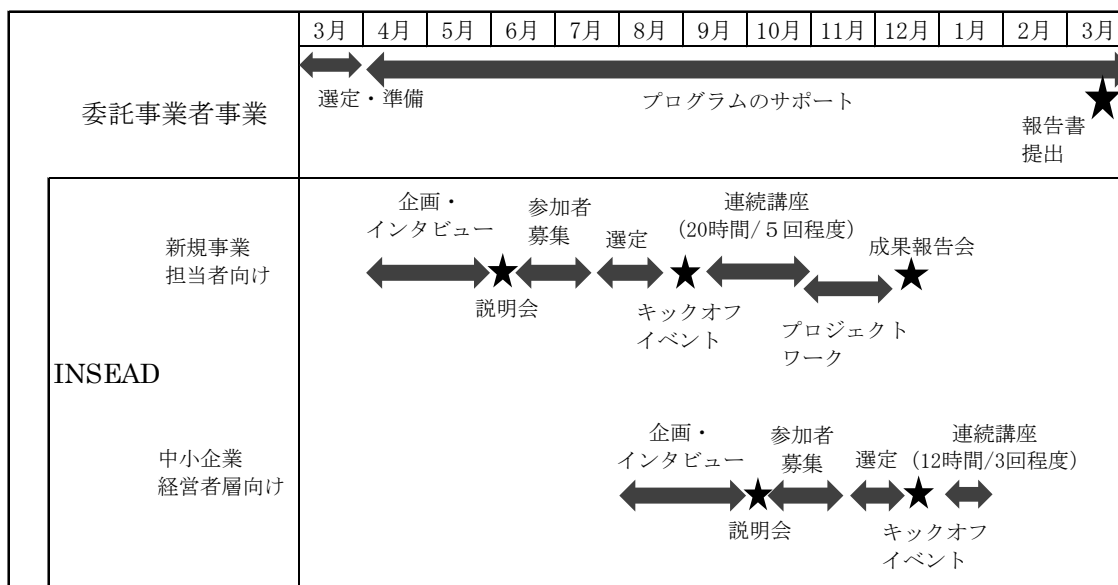 3月 4月 5月 6月 7月 8月 9月 10月 11月 12月 1月 2月 3月
委託事業者事業
選定・準備
プログラムのサポート
報告書
提出
INSEAD
新規事業
担当者向け
企画・
インタビュー
説明会
参加者
募集
選定
キックオフ
イベント
連続講座
(20時間/5回程度)
プロジェクト
ワーク
成果報告会
中小企業
経営者層向け
企画・
インタビュー
説明会
参加者
募集
選定
キックオフ
イベント
連続講座
(12時間/3回程度)